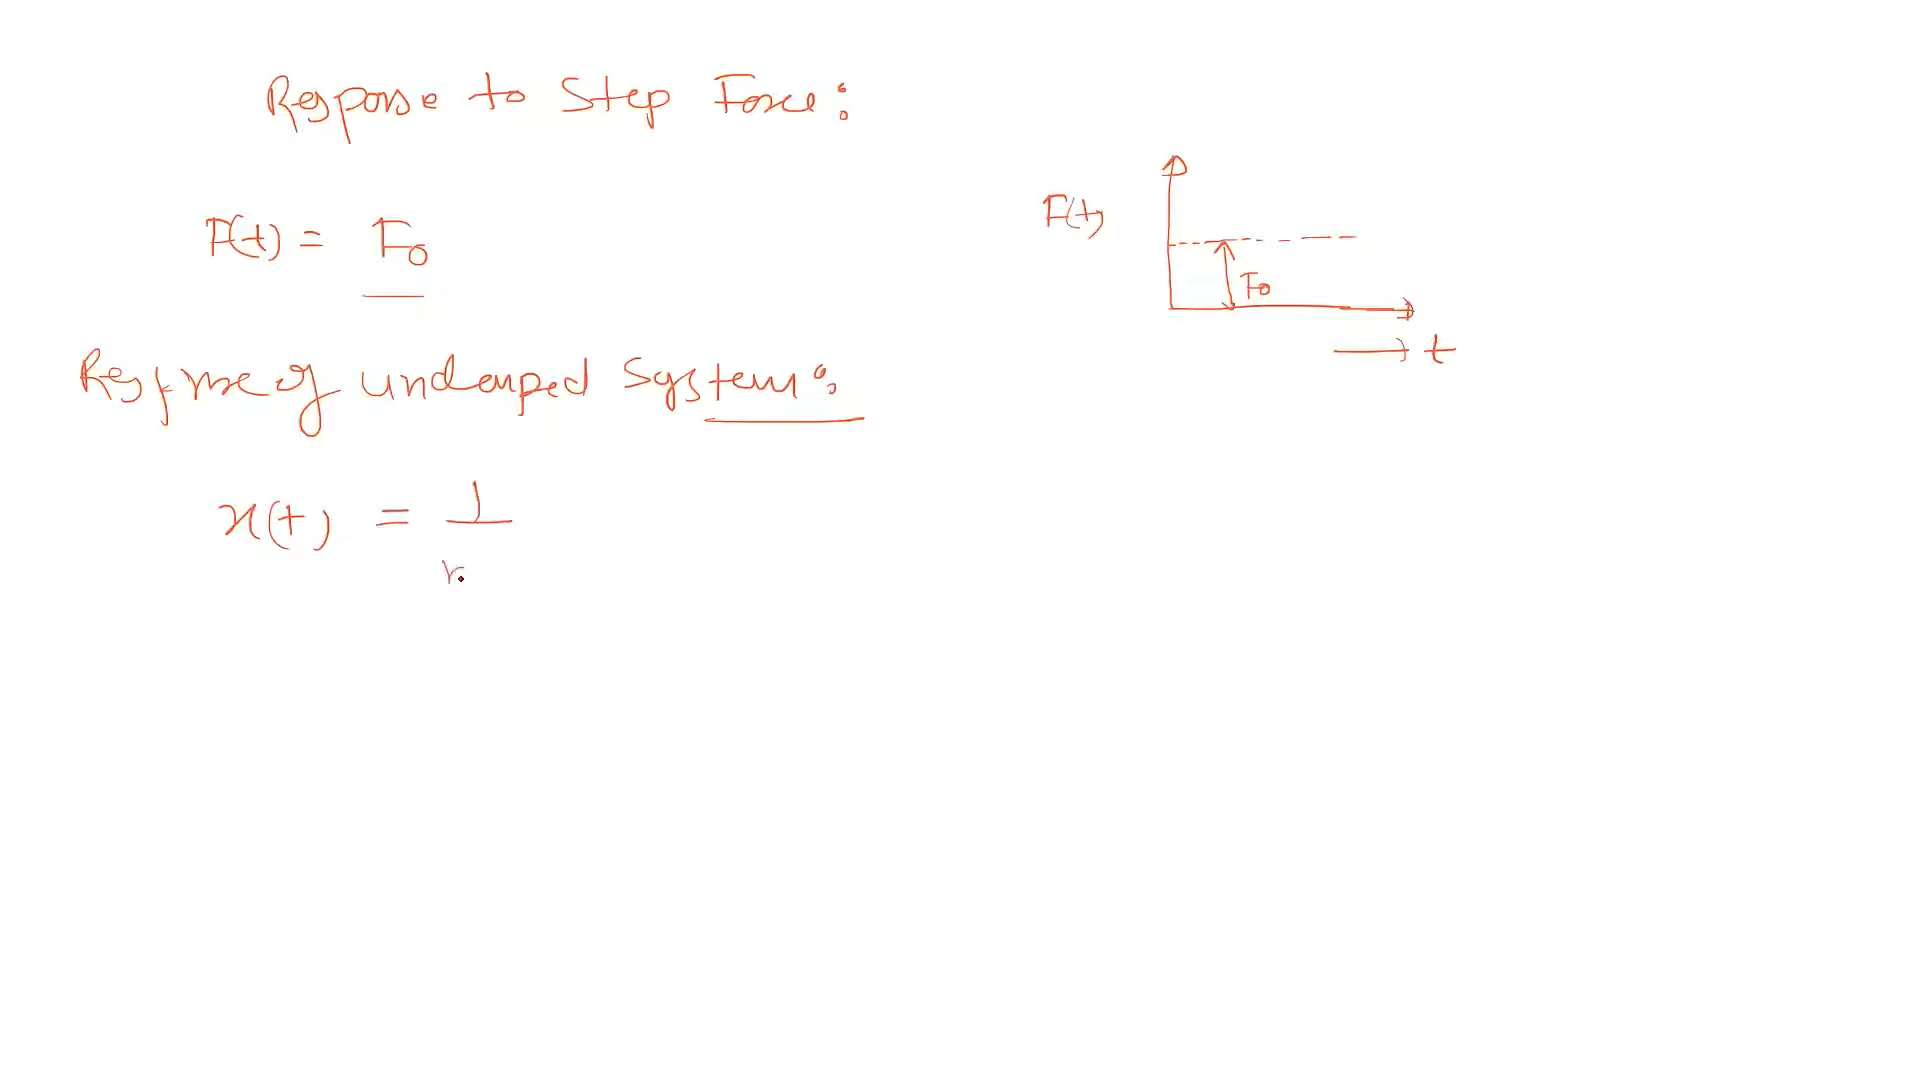 Response to Step Force:
F(t) = F0
F(t)
F0
t
Response of undamped System:
x(t) = 1